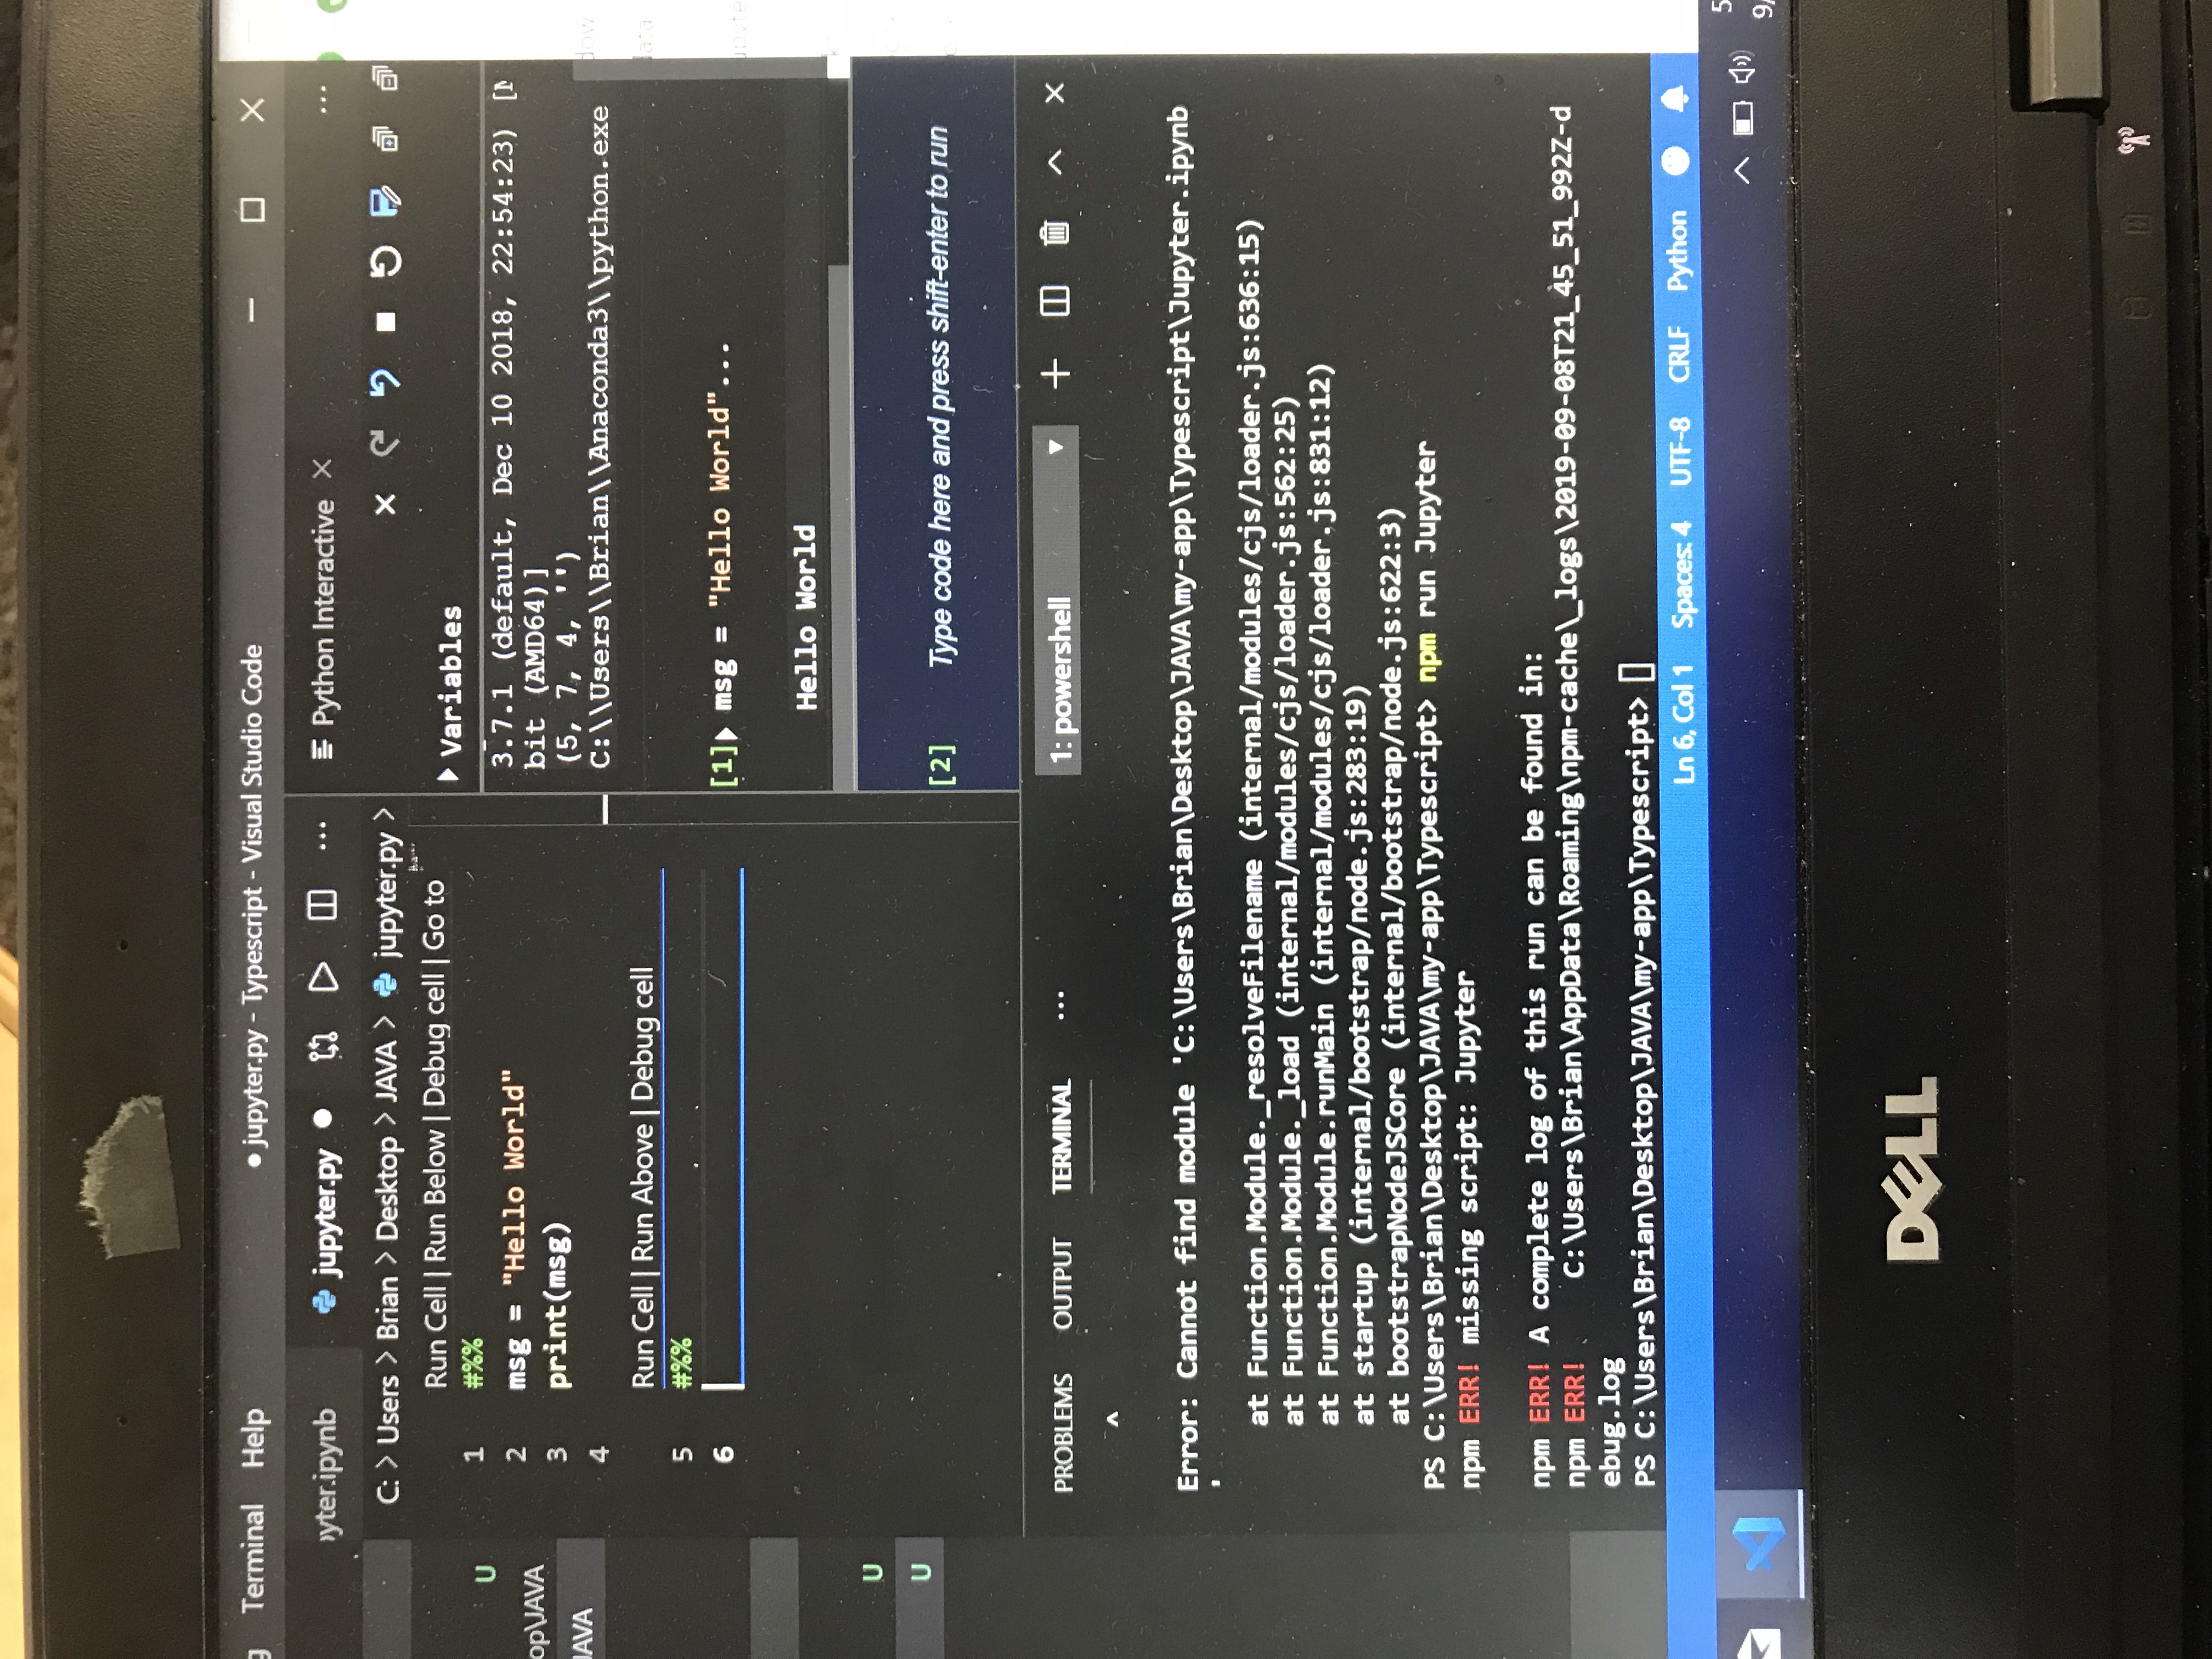 Terminal Help
jupyter.py - Typescript - Visual Studio Code
yter.ipynb
jupyter.py
Python Interactive
C: > Users > Brian > Desktop > JAVA > jupyter.py >
Run Cell | Run Below | Debug cell | Go to
Variables
1 #%%
2 msg = "Hello World"
3 print(msg)
4
Run Cell | Run Above | Debug cell
5 #%%
6
U
op\JAVA
JAVA
U
U
3.7.1 (default, Dec 10 2018, 22:54:23) [
bit (AMD64)]
(5, 7, 4, '')
C:\\Users\\Brian\\Anaconda3\\python.exe
[1] msg = "Hello World"...
Hello World
[2] Type code here and press shift-enter to run
PROBLEMS OUTPUT TERMINAL ... 1: powershell
^
Error: Cannot find module 'C:\Users\Brian\Desktop\JAVA\my-app\Typescript\Jupyter.ipynb
'
at Function.Module._resolveFilename (internal/modules/cjs/loader.js:636:15)
at Function.Module._load (internal/modules/cjs/loader.js:562:25)
at Function.Module.runMain (internal/modules/cjs/loader.js:831:12)
at startup (internal/bootstrap/node.js:283:19)
at bootstrapNodeJSCore (internal/bootstrap/node.js:622:3)
PS C:\Users\Brian\Desktop\JAVA\my-app\Typescript> npm run Jupyter
npm ERR! missing script: Jupyter
npm ERR! A complete log of this run can be found in:
npm ERR! C:\Users\Brian\AppData\Roaming\npm-cache\_logs\2019-09-08T21_45_51_992Z-d
ebug.log
PS C:\Users\Brian\Desktop\JAVA\my-app\Typescript>
Ln 6, Col 1 Spaces: 4 UTF-8 CRLF Python
5
9/
DELL